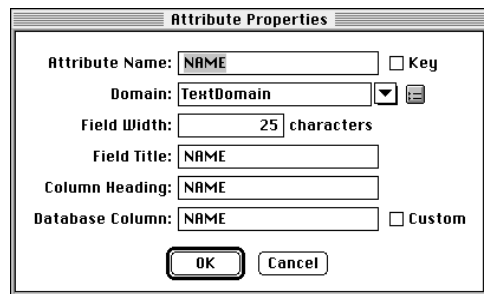 Attribute Properties
Attribute Name: NAME Key
Domain: TextDomain
Field Width: 25 characters
Field Title: NAME
Column Heading: NAME
Database Column: NAME Custom
OK Cancel